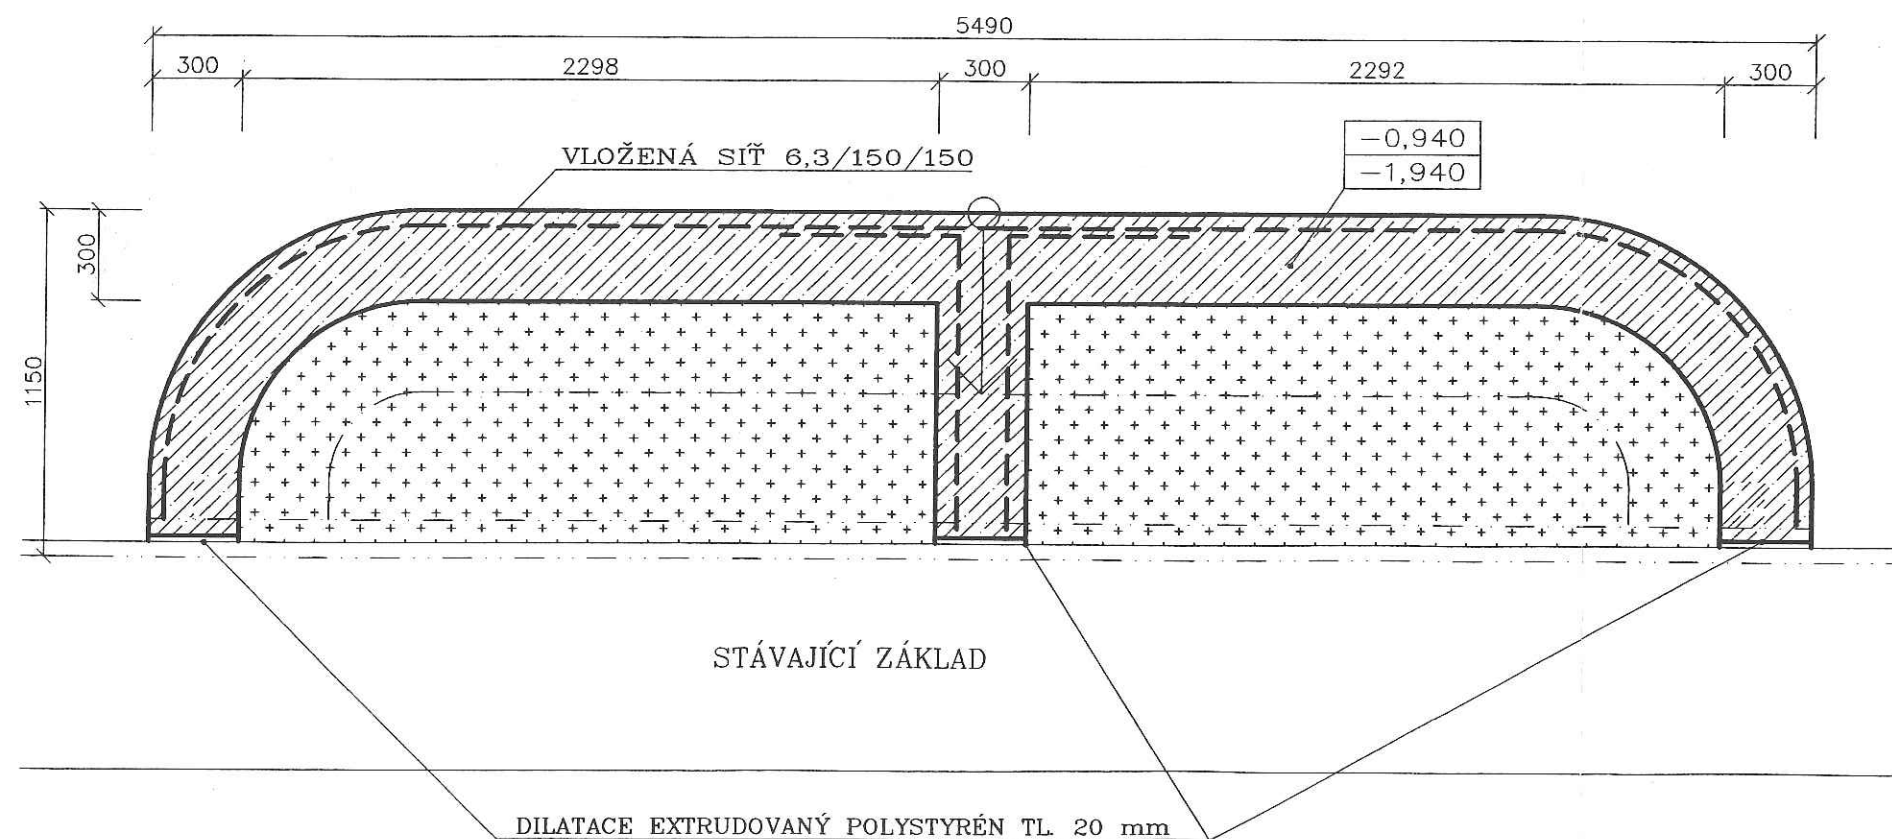 5490
300 2298 300 2292 300
VLOŽENÁ SÍŤ 6,3/150/150
−0,940
−1,940
300
1150
STÁVAJÍCÍ ZÁKLAD
DILATACE EXTRUDOVANÝ POLYSTYRÉN TL. 20 mm